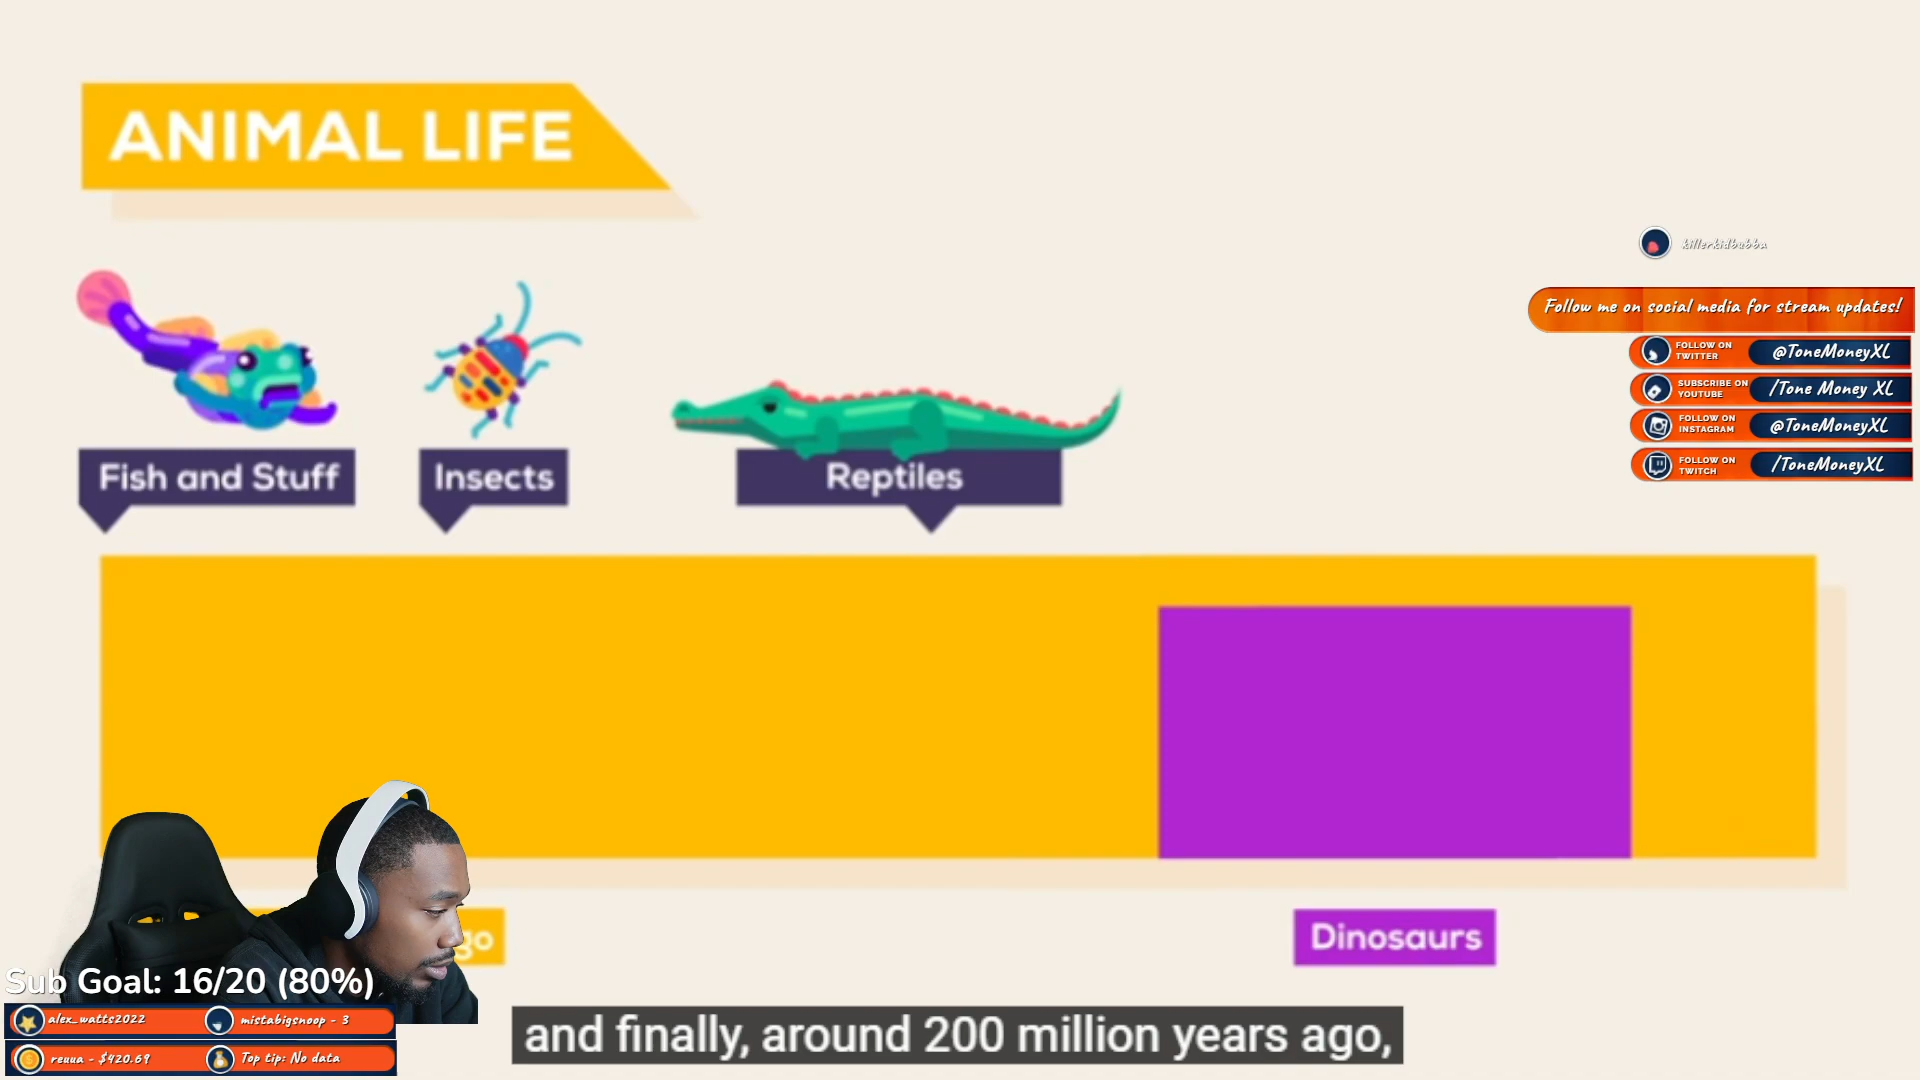 ANIMAL LIFE
killerkidbubba
Follow me on social media for stream updates!
FOLLOW ON
TWITTER
@ToneMoneyXL
SUBSCRIBE ON
YOUTUBE
/Tone Money XL
FOLLOW ON
INSTAGRAM
@ToneMoneyXL
FOLLOW ON
TWITCH
/ToneMoneyXL
Fish and Stuff
Insects
Reptiles
go
Dinosaurs
Sub Goal: 16/20 (80%)
alex_watts2022
mistabigsnoop - 3
reuua - $420.69
Top tip: No data
and finally, around 200 million years ago,